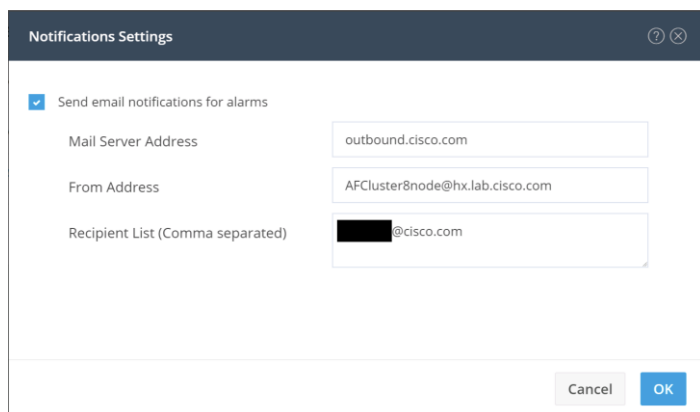 Notifications Settings
Send email notifications for alarms
Mail Server Address
outbound.cisco.com
From Address
AFCluster8node@hx.lab.cisco.com
Recipient List (Comma separated)
@cisco.com
Cancel
OK